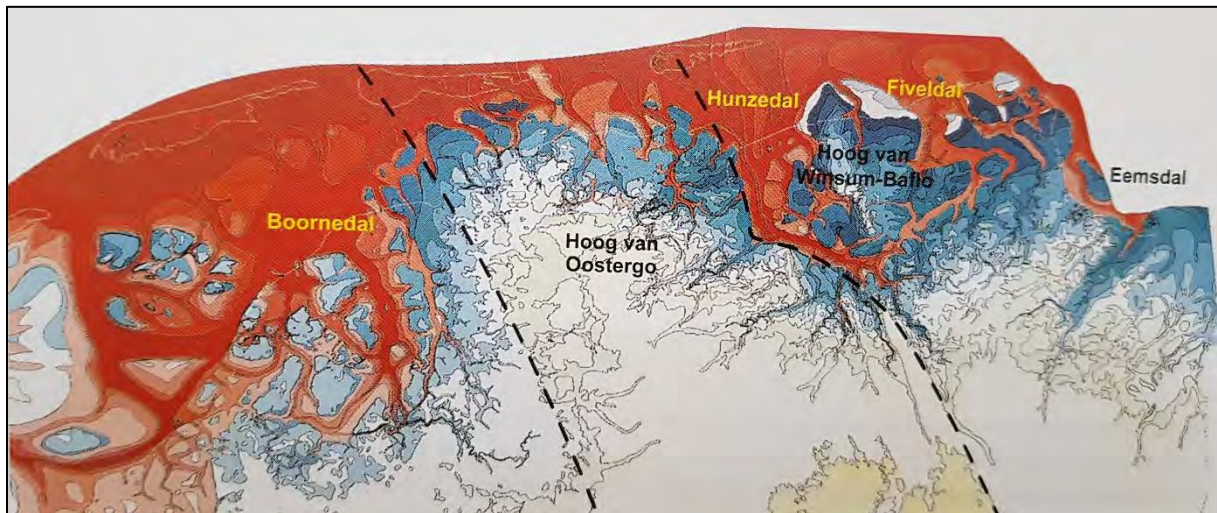 Hunzedal
Fiveldal
Hoog van
Winsum-Baflo
Eemsdal
Boornedal
Hoog van
Oostergo